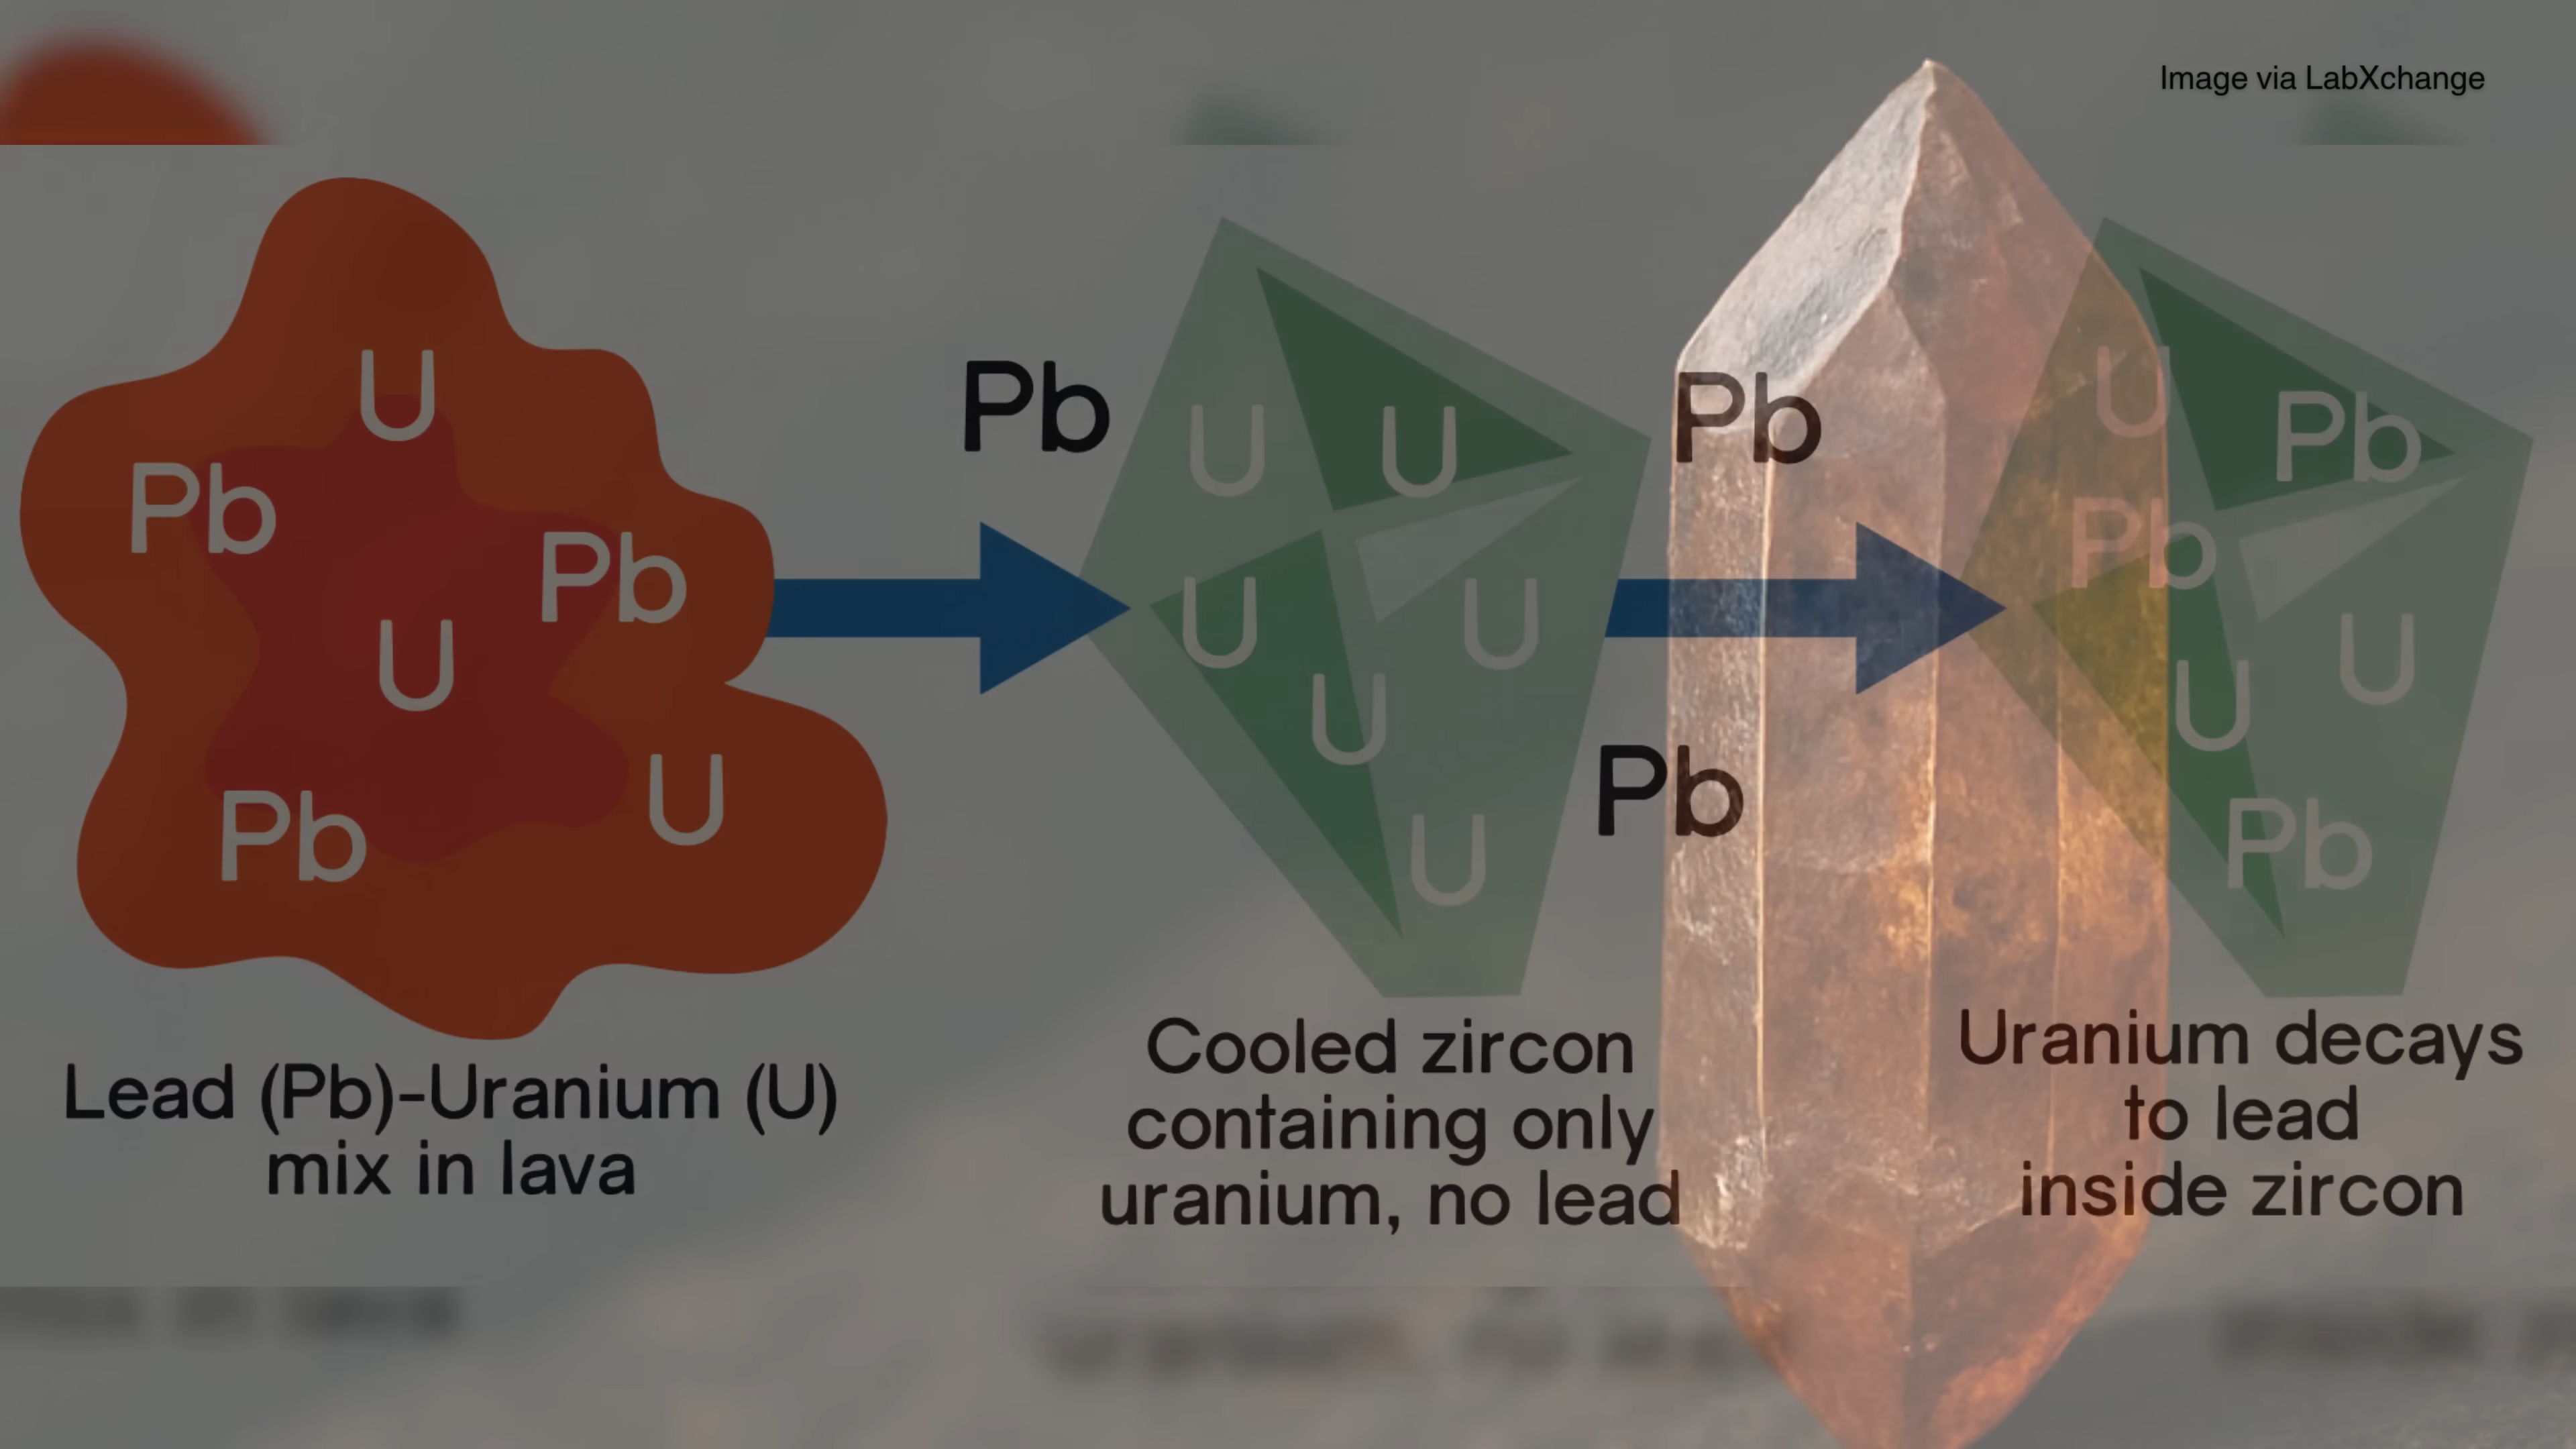 Image via LabXchange
U
Pb
Pb
U
U
Pb
Lead (Pb)-Uranium (U)
mix in lava
Pb
U
U
U
U
U
U
Pb
Pb
Cooled zircon
containing only
uranium, no lead
U
Pb
Pb
U
U
Pb
Uranium decays
to lead
inside zircon